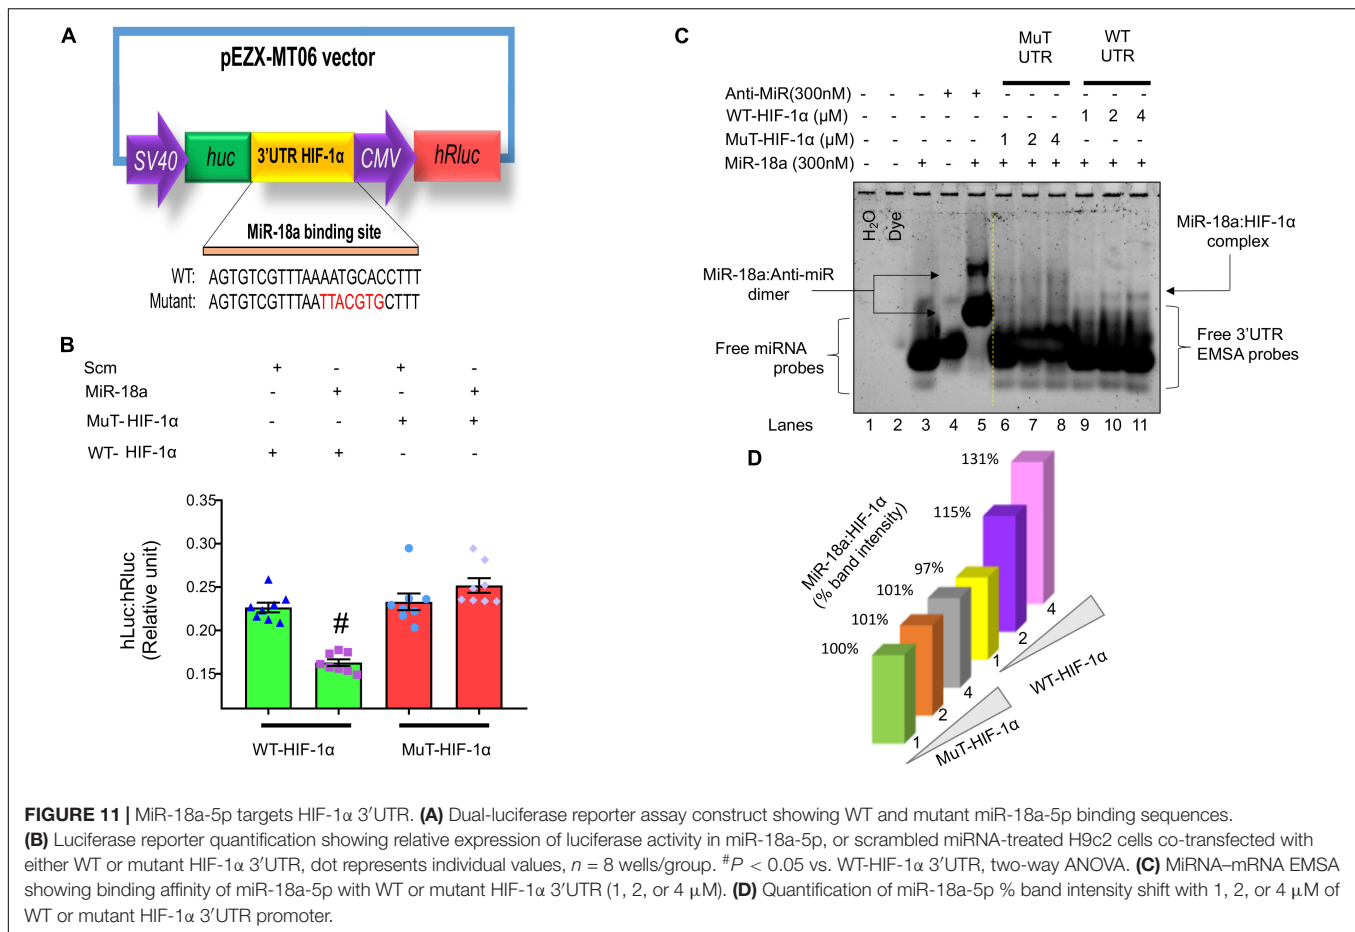 A
pEZX-MT06 vector
SV40
huc
3'UTR HIF-1α
CMV
hRluc
MiR-18a binding site
WT: AGTGTCGTTTAAAATGCACCTTT
Mutant: AGTGTCGTTTAATTACGTGCTTT
B
Scm + - + -
MiR-18a - + - +
MuT-HIF-1α - - + +
WT- HIF-1α + + - -
hLuc:hRluc
(Relative unit)
0.35
0.30
0.25
0.20
0.15
#
WT-HIF-1α
MuT-HIF-1α
C
MuT
UTR
WT
UTR
Anti-MiR(300nM) - - - + + - - - - - -
WT-HIF-1α (μM) - - - - - - - - 1 2 4
MuT-HIF-1α (μM) - - - - - 1 2 4 - - -
MiR-18a (300nM) - - + - + + + + + + +
H₂O
Dye
MiR-18a:Anti-miR
dimer
Free miRNA
probes
MiR-18a:HIF-1α
complex
Free 3'UTR
EMSA probes
Lanes 1 2 3 4 5 6 7 8 9 10 11
D
MiR-18a:HIF-1α
(% band intensity)
100%
101%
101%
97%
115%
131%
1
2
4
1
2
4
MuT-HIF-1α
WT-HIF-1α
FIGURE 11 | MiR-18a-5p targets HIF-1α 3′UTR. (A) Dual-luciferase reporter assay construct showing WT and mutant miR-18a-5p binding sequences.
(B) Luciferase reporter quantification showing relative expression of luciferase activity in miR-18a-5p, or scrambled miRNA-treated H9c2 cells co-transfected with
either WT or mutant HIF-1α 3′UTR, dot represents individual values, n = 8 wells/group. #P < 0.05 vs. WT-HIF-1α 3′UTR, two-way ANOVA. (C) MiRNA–mRNA EMSA
showing binding affinity of miR-18a-5p with WT or mutant HIF-1α 3′UTR (1, 2, or 4 μM). (D) Quantification of miR-18a-5p % band intensity shift with 1, 2, or 4 μM of
WT or mutant HIF-1α 3′UTR promoter.